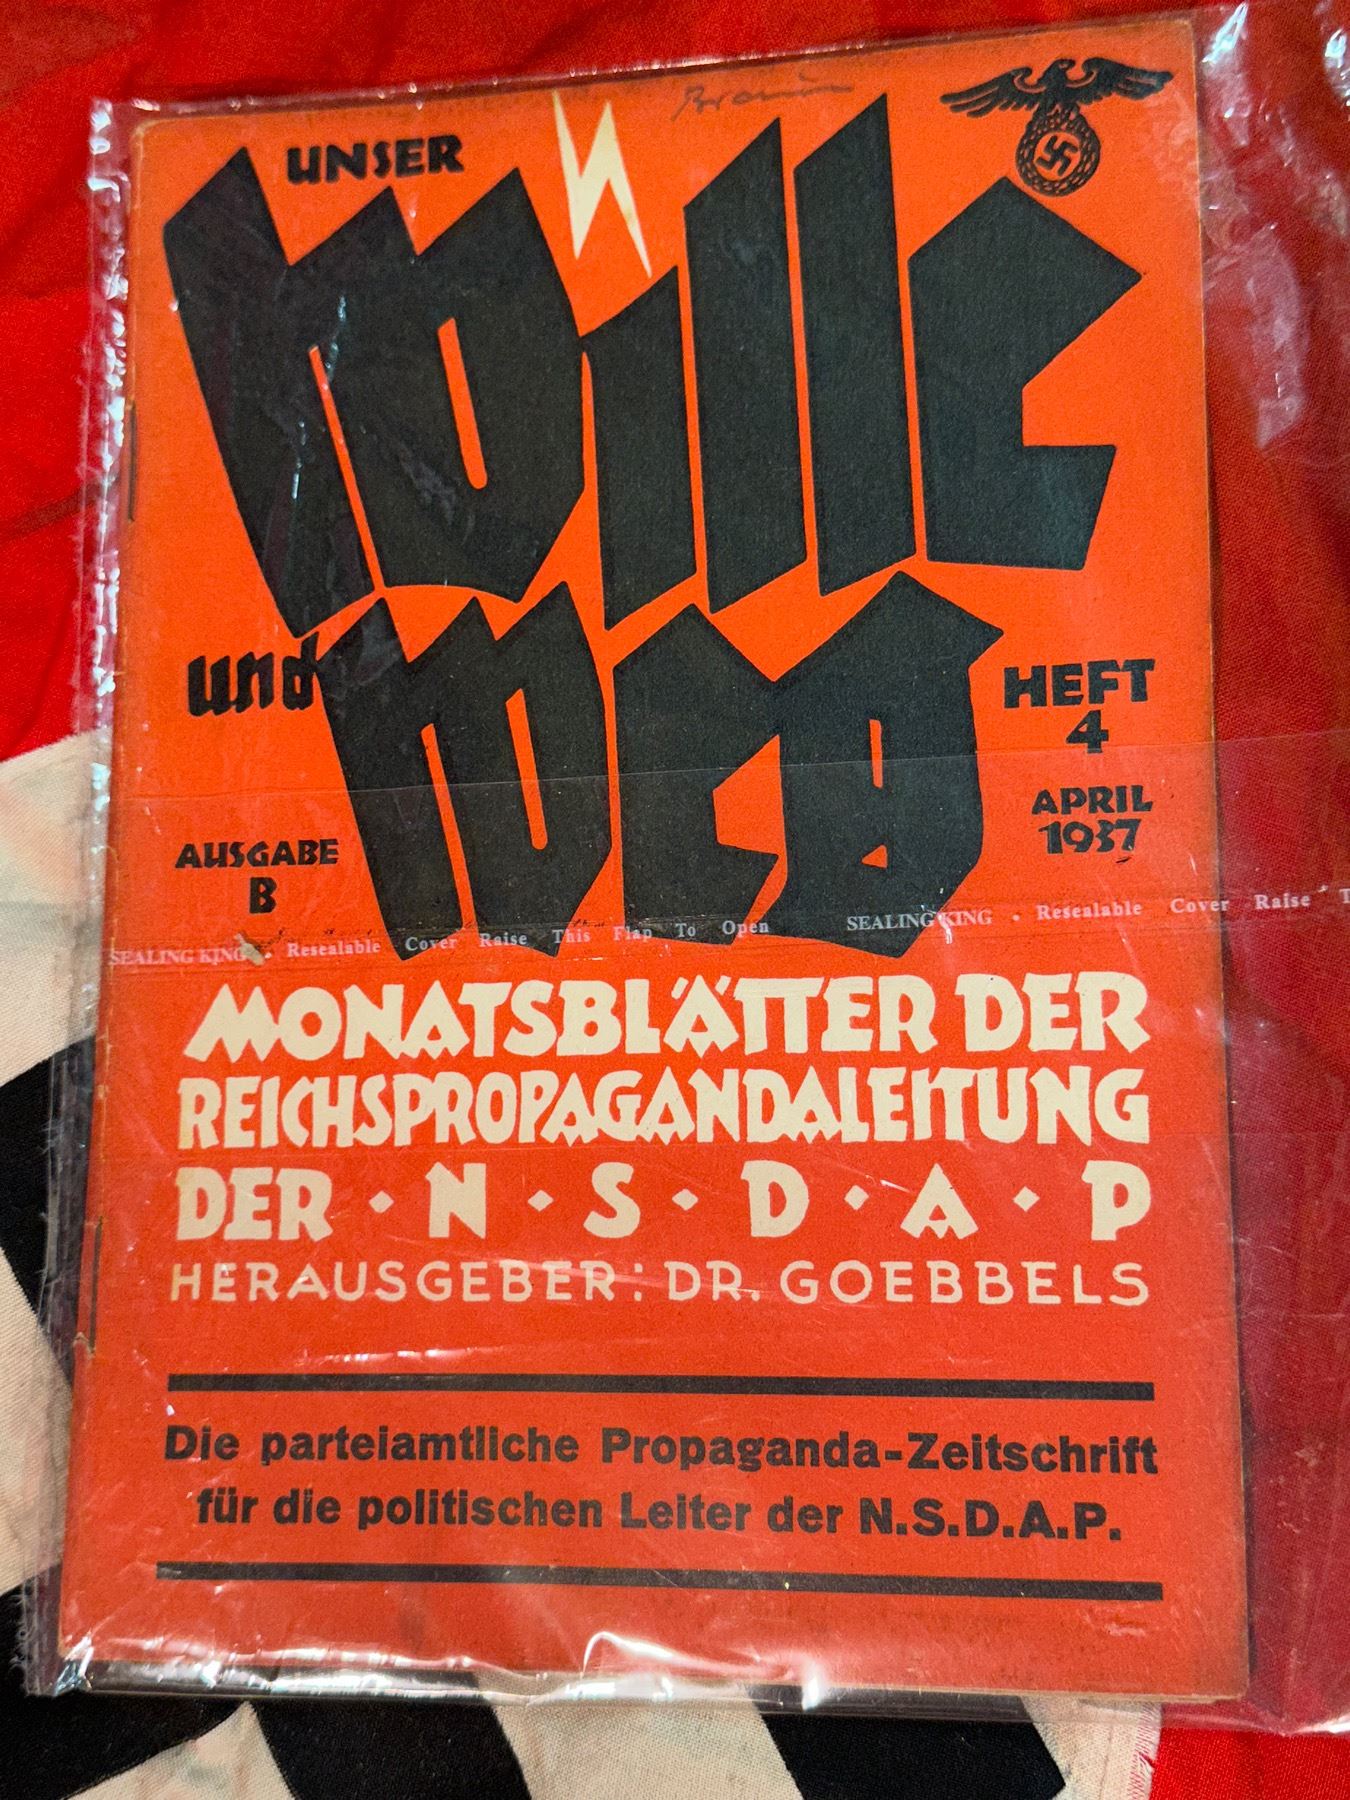 UNSER
Wille
und Weg
HEFT
4
APRIL
1937
AUSGABE
B
SEALING KING • Resealable Cover Raise This Flap To Open SEALING KING • Resealable Cover Raise
MONATSBLÄTTER DER
REICHSPROPAGANDALEITUNG
DER · N · S · D · A · P
HERAUSGEBER: DR. GOEBBELS
Die parteiamtliche Propaganda-Zeitschrift
für die politischen Leiter der N.S.D.A.P.